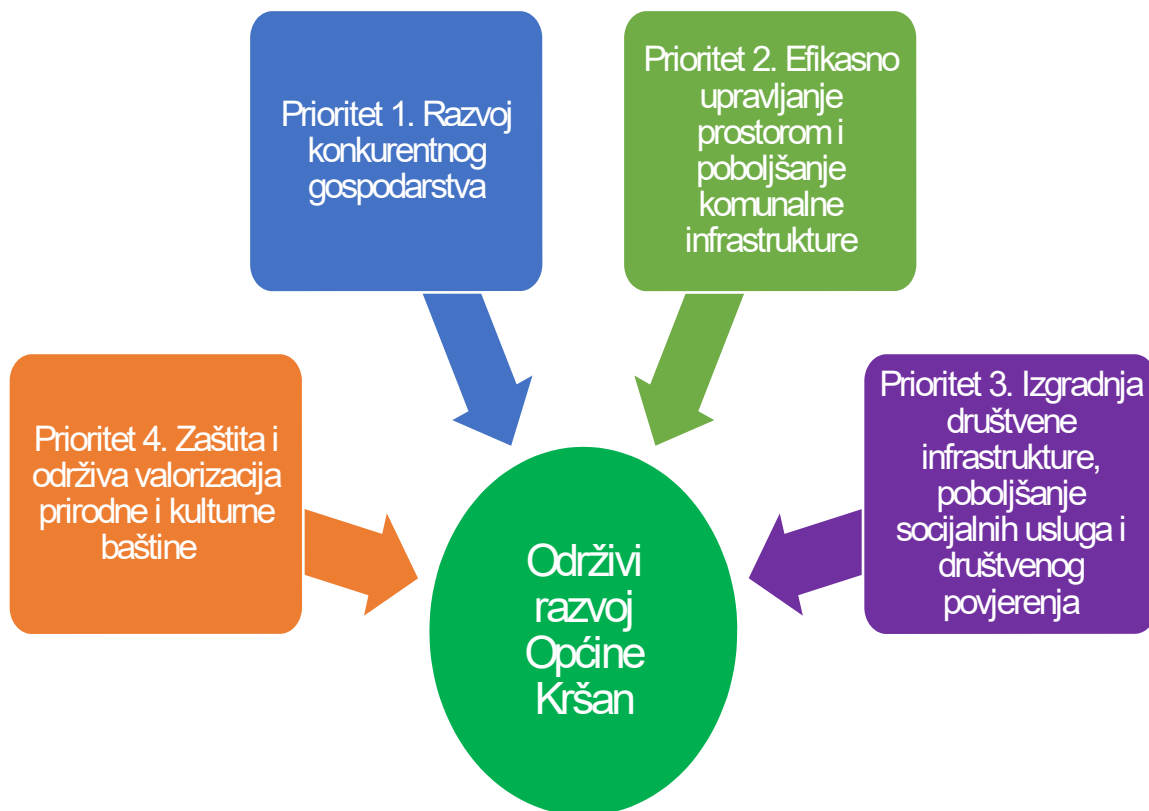 Prioritet 1. Razvoj
konkurentnog
gospodarstva
Prioritet 2. Efikasno
upravljanje
prostorom i
poboljšanje
komunalne
infrastrukture
Prioritet 3. Izgradnja
društvene
infrastrukture,
poboljšanje
socijalnih usluga i
društvenog
povjerenja
Prioritet 4. Zaštita i
održiva valorizacija
prirodne i kulturne
baštine
Održivi
razvoj
Općine
Kršan